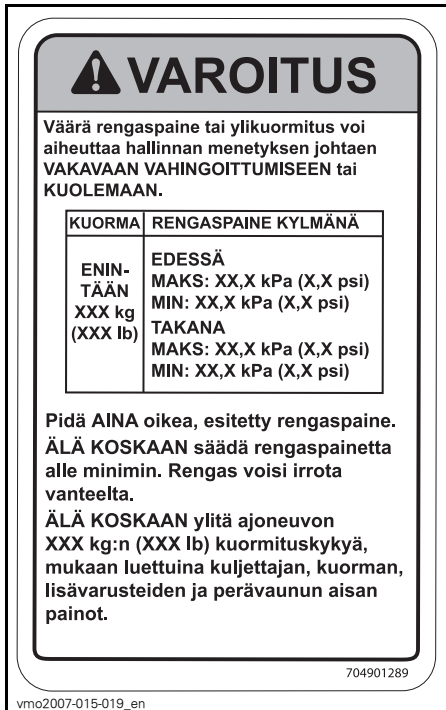 VAROITUS
Väärä rengaspaine tai ylikuormitus voi
aiheuttaa hallinnan menetyksen johtaen
VAKAVAAN VAHINGOITTUMISEEN tai
KUOLEMAAN.
KUORMA RENGASPAINE KYLMÄNÄ
ENIN-
TÄÄN
XXX kg
(XXX lb)
EDESSÄ
MAKS: XX,X kPa (X,X psi)
MIN: XX,X kPa (X,X psi)
TAKANA
MAKS: XX,X kPa (X,X psi)
MIN: XX,X kPa (X,X psi)
Pidä AINA oikea, esitetty rengaspaine.
ÄLÄ KOSKAAN säädä rengaspainetta
alle minimin. Rengas voisi irrota
vanteelta.
ÄLÄ KOSKAAN ylitä ajoneuvon
XXX kg:n (XXX lb) kuormituskykyä,
mukaan luettuina kuljettajan, kuorman,
lisävarusteiden ja perävaunun aisan
painot.
704901289
vmo2007-015-019_en